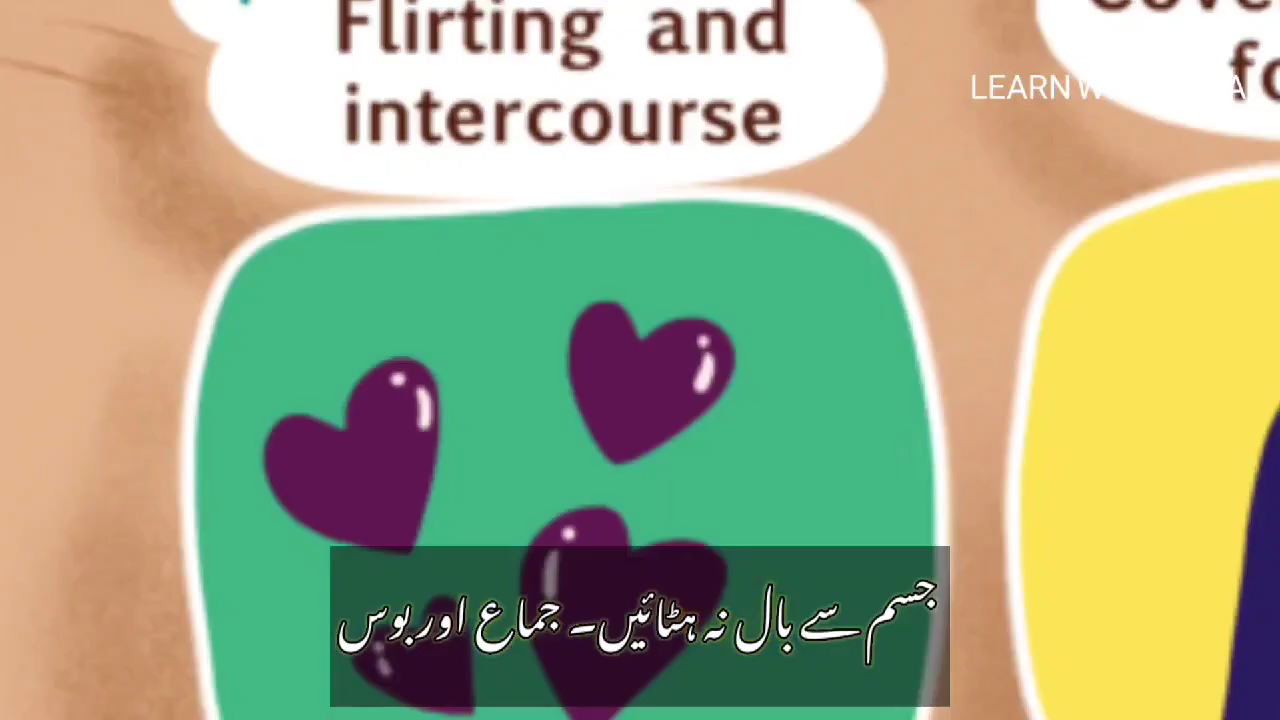 Flirting and
intercourse
LEARN
جسم سے بال نہ ہٹائیں۔ جماع اور بوس